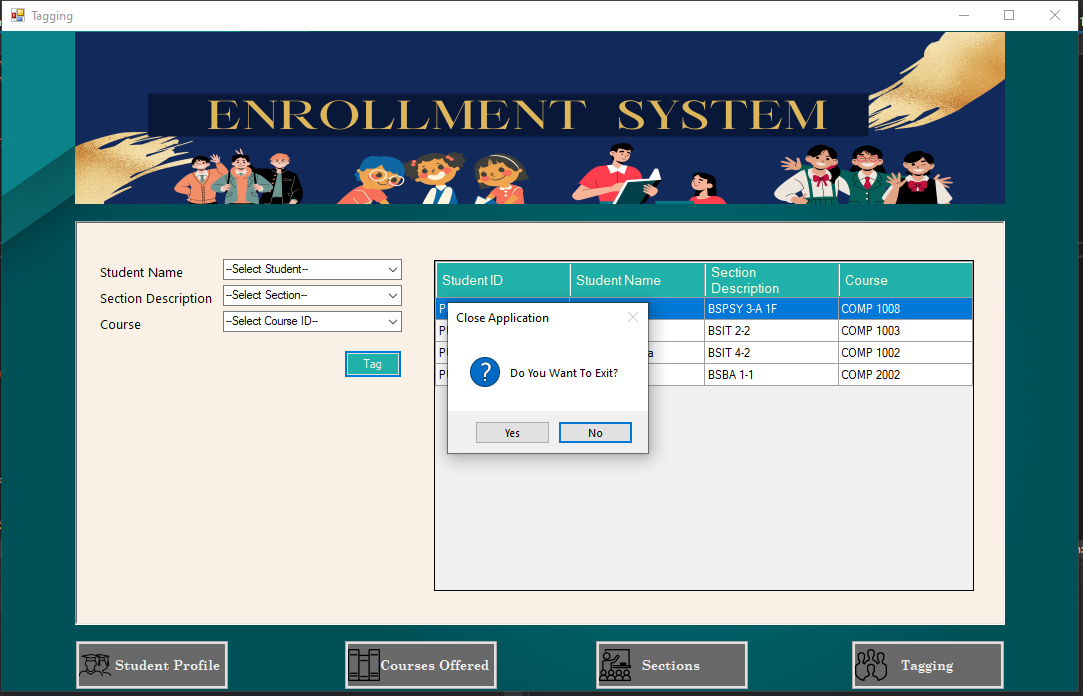 Tagging
ENROLLMENT SYSTEM
Student Name
--Select Student--
Section Description
--Select Section--
Course
--Select Course ID--
Tag
Student ID Student Name Section Description Course
BSPSY 3-A 1F COMP 1008
BSIT 2-2 COMP 1003
BSIT 4-2 COMP 1002
BSBA 1-1 COMP 2002
Close Application
? Do You Want To Exit?
Yes No
Student Profile Courses Offered Sections Tagging